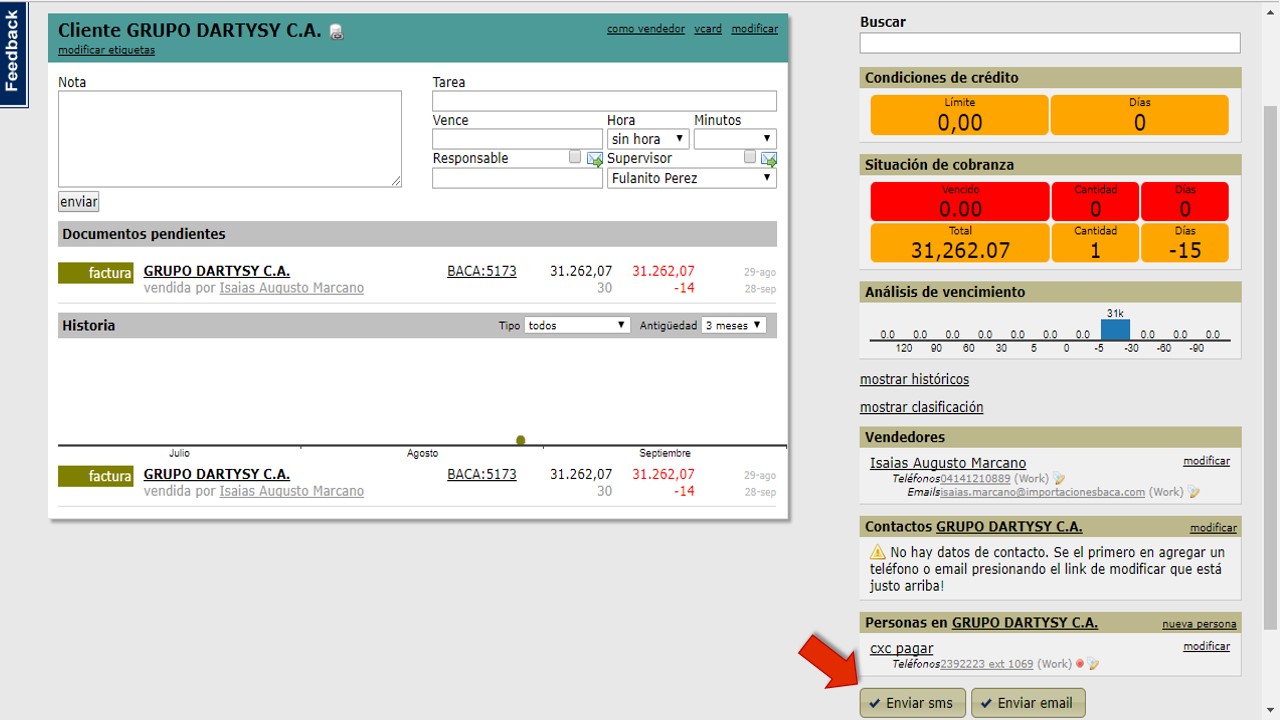 Feedback
Cliente GRUPO DARTYSY C.A.
como vendedor vcard modificar
modificar etiquetas
Nota
enviar
Tarea
Vence Hora Minutos
sin hora
Responsable Supervisor
Fulanito Perez
Documentos pendientes
factura GRUPO DARTYSY C.A. BACA:5173 31.262,07 31.262,07 29-ago
vendida por Isaias Augusto Marcano 30 -14 28-sep
Historia Tipo todos Antigüedad 3 meses
Julio Agosto Septiembre
factura GRUPO DARTYSY C.A. BACA:5173 31.262,07 31.262,07 29-ago
vendida por Isaias Augusto Marcano 30 -14 28-sep
Buscar
Condiciones de crédito
Límite Días
0,00 0
Situación de cobranza
Vencido Cantidad Días
0.00 0 0
Total Cantidad Días
31,262.07 1 -15
Análisis de vencimiento
31k
0.0 0.0 0.0 0.0 0.0 0.0 0.0 0.0 0.0 0.0
120 90 60 30 5 0 -5 -30 -60 -90
mostrar históricos
mostrar clasificación
Vendedores
Isaias Augusto Marcano modificar
Teléfonos04141210889 (Work)
Emailsisaias.marcano@importacionesbaca.com (Work)
Contactos GRUPO DARTYSY C.A. modificar
No hay datos de contacto. Se el primero en agregar un
teléfono o email presionando el link de modificar que está
justo arriba!
Personas en GRUPO DARTYSY C.A. nueva persona
cxc pagar modificar
Teléfonos2392223 ext 1069 (Work)
Enviar sms Enviar email